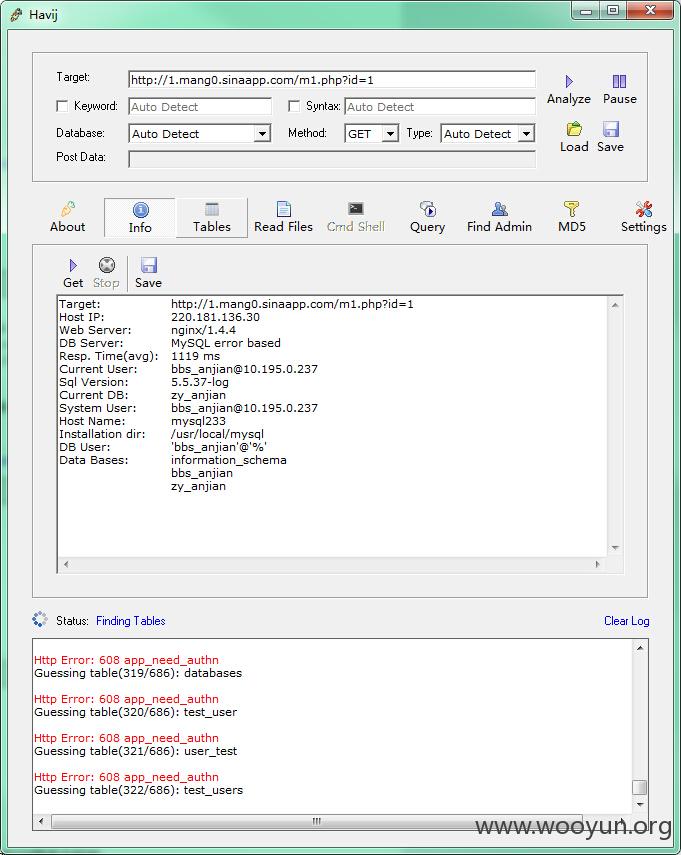 Havij
Target: http://1.mang0.sinaapp.com/m1.php?id=1
Analyze Pause
Keyword: Auto Detect Syntax: Auto Detect
Database: Auto Detect Method: GET Type: Auto Detect
Load Save
Post Data:
About Info Tables Read Files Cmd Shell Query Find Admin MD5 Settings
Get Stop Save
Target: http://1.mang0.sinaapp.com/m1.php?id=1
Host IP: 220.181.136.30
Web Server: nginx/1.4.4
DB Server: MySQL error based
Resp. Time(avg): 1119 ms
Current User: bbs_anjian@10.195.0.237
Sql Version: 5.5.37-log
Current DB: zy_anjian
System User: bbs_anjian@10.195.0.237
Host Name: mysql233
Installation dir: /usr/local/mysql
DB User: 'bbs_anjian'@'%'
Data Bases: information_schema
bbs_anjian
zy_anjian
Status: Finding Tables Clear Log
Http Error: 608 app_need_authn
Guessing table(319/686): databases
Http Error: 608 app_need_authn
Guessing table(320/686): test_user
Http Error: 608 app_need_authn
Guessing table(321/686): user_test
Http Error: 608 app_need_authn
Guessing table(322/686): test_users
www.wooyun.org